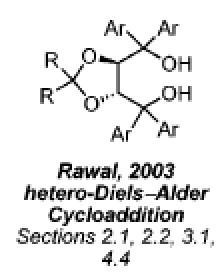 Ar Ar
R O OH
R O OH
Ar Ar
Rawal, 2003
hetero-Diels–Alder
Cycloaddition
Sections 2.1, 2.2, 3.1,
4.4